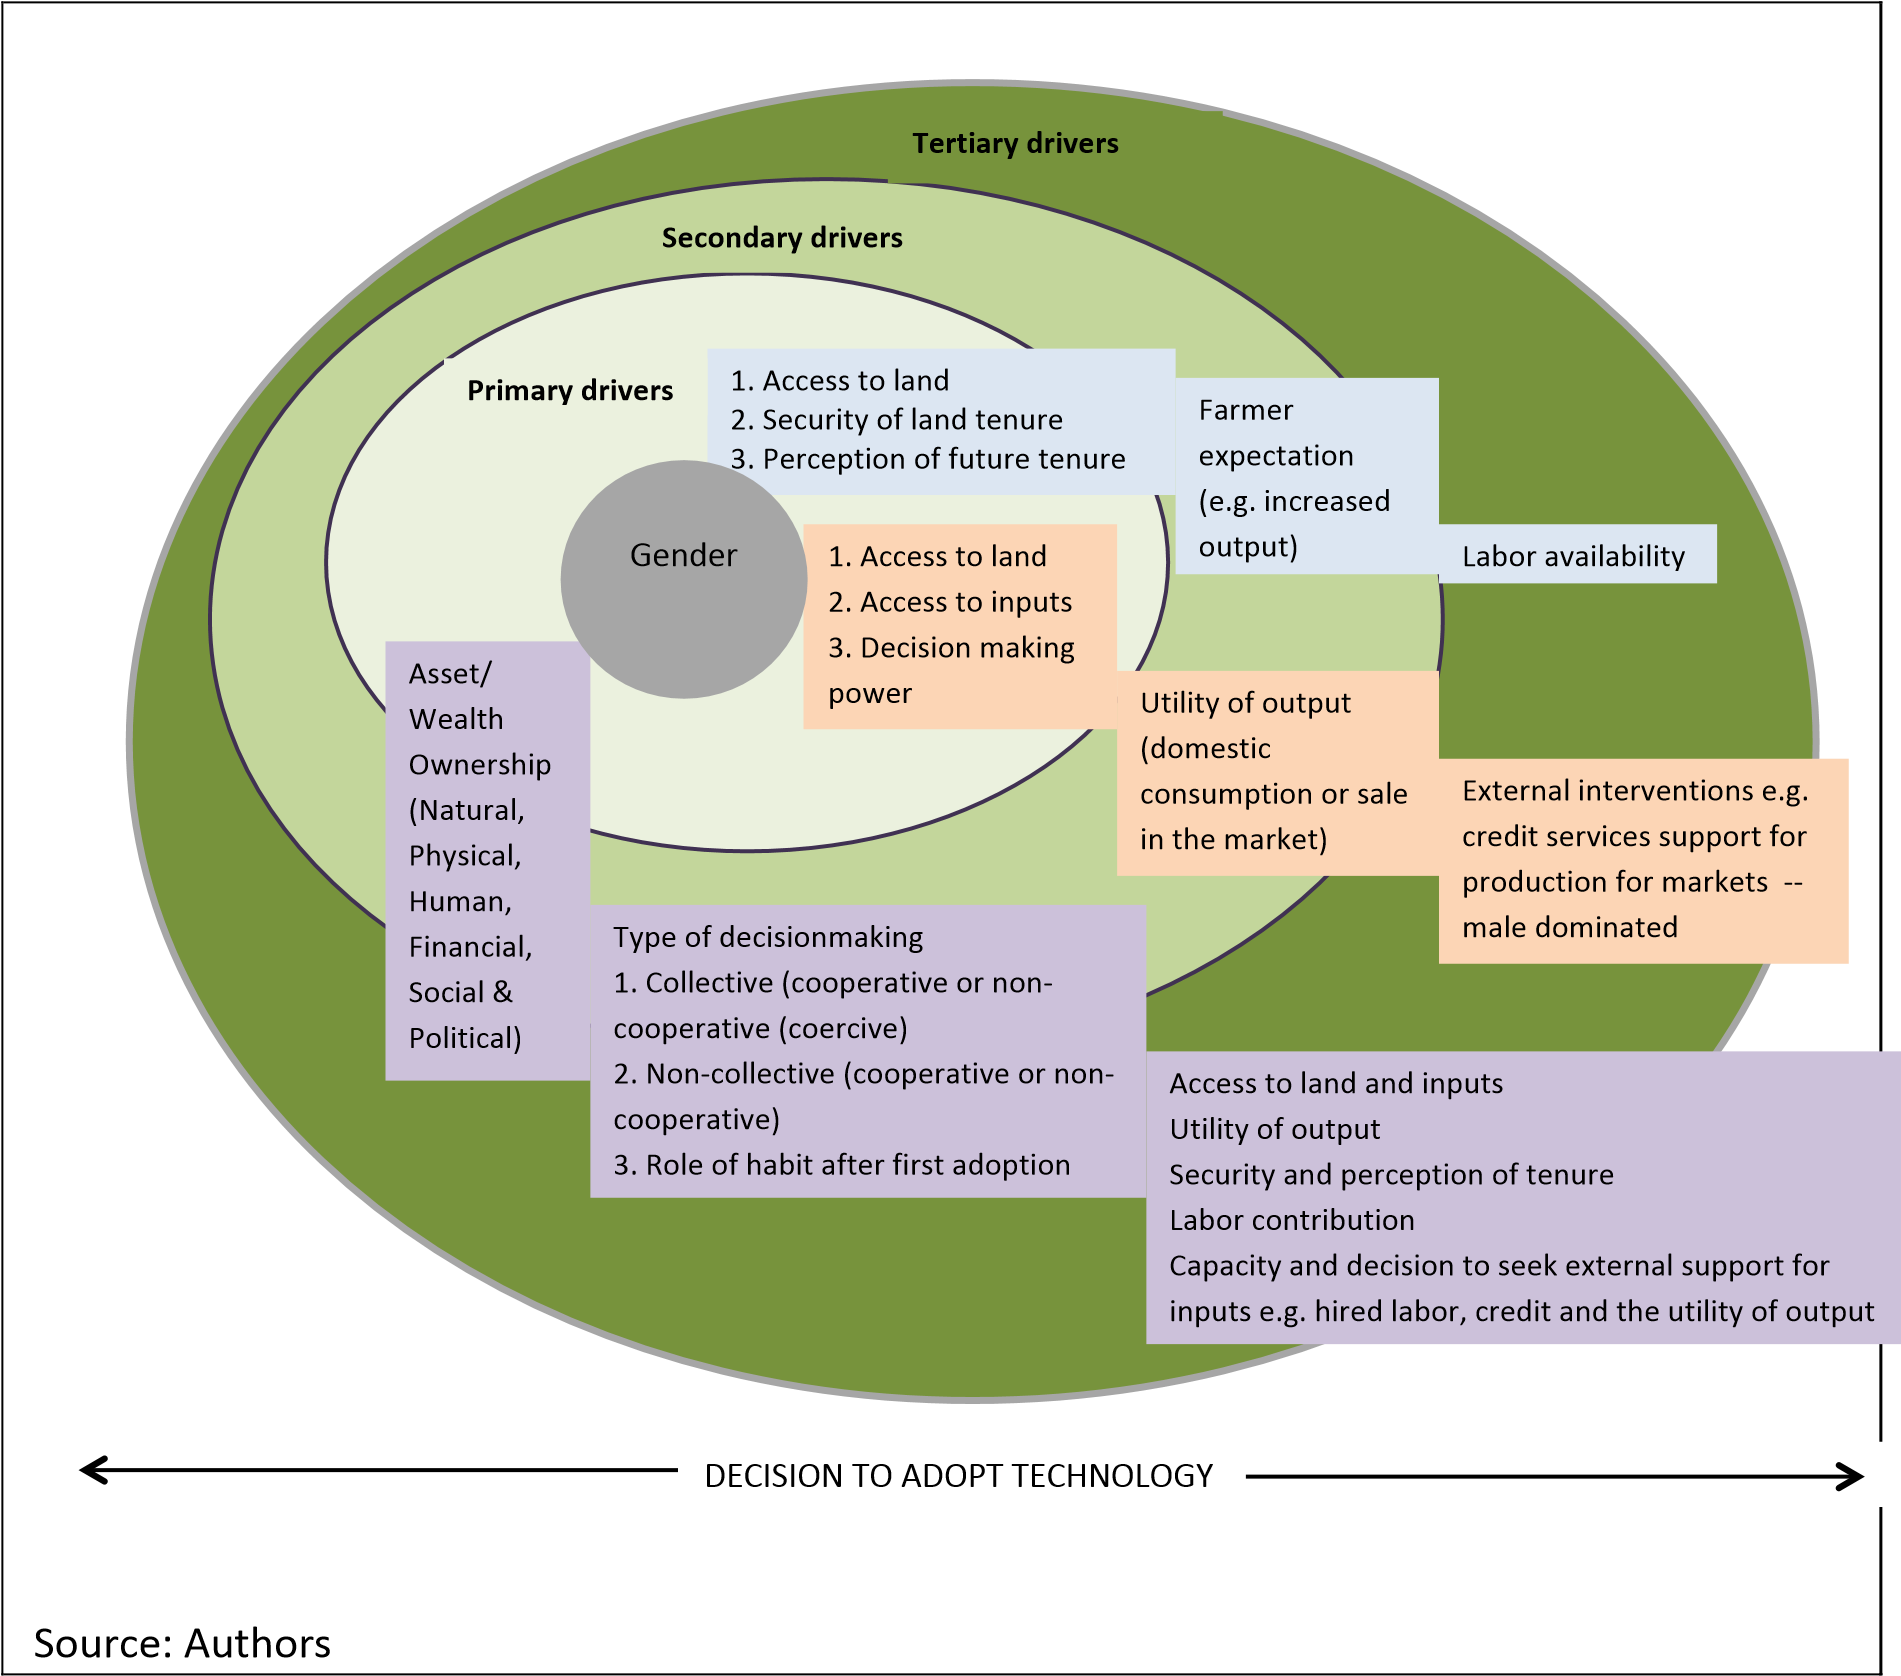 Tertiary drivers
Secondary drivers
Primary drivers
1. Access to land
2. Security of land tenure
3. Perception of future tenure
Farmer
expectation
(e.g. increased
output)
Labor availability
Gender
1. Access to land
2. Access to inputs
3. Decision making
power
Utility of output
(domestic
consumption or sale
in the market)
External interventions e.g.
credit services support for
production for markets  --
male dominated
Asset/
Wealth
Ownership
(Natural,
Physical,
Human,
Financial,
Social &
Political)
Type of decisionmaking
1. Collective (cooperative or non-
cooperative (coercive)
2. Non-collective (cooperative or non-
cooperative)
3. Role of habit after first adoption
Access to land and inputs
Utility of output
Security and perception of tenure
Labor contribution
Capacity and decision to seek external support for
inputs e.g. hired labor, credit and the utility of output
DECISION TO ADOPT TECHNOLOGY
Source: Authors